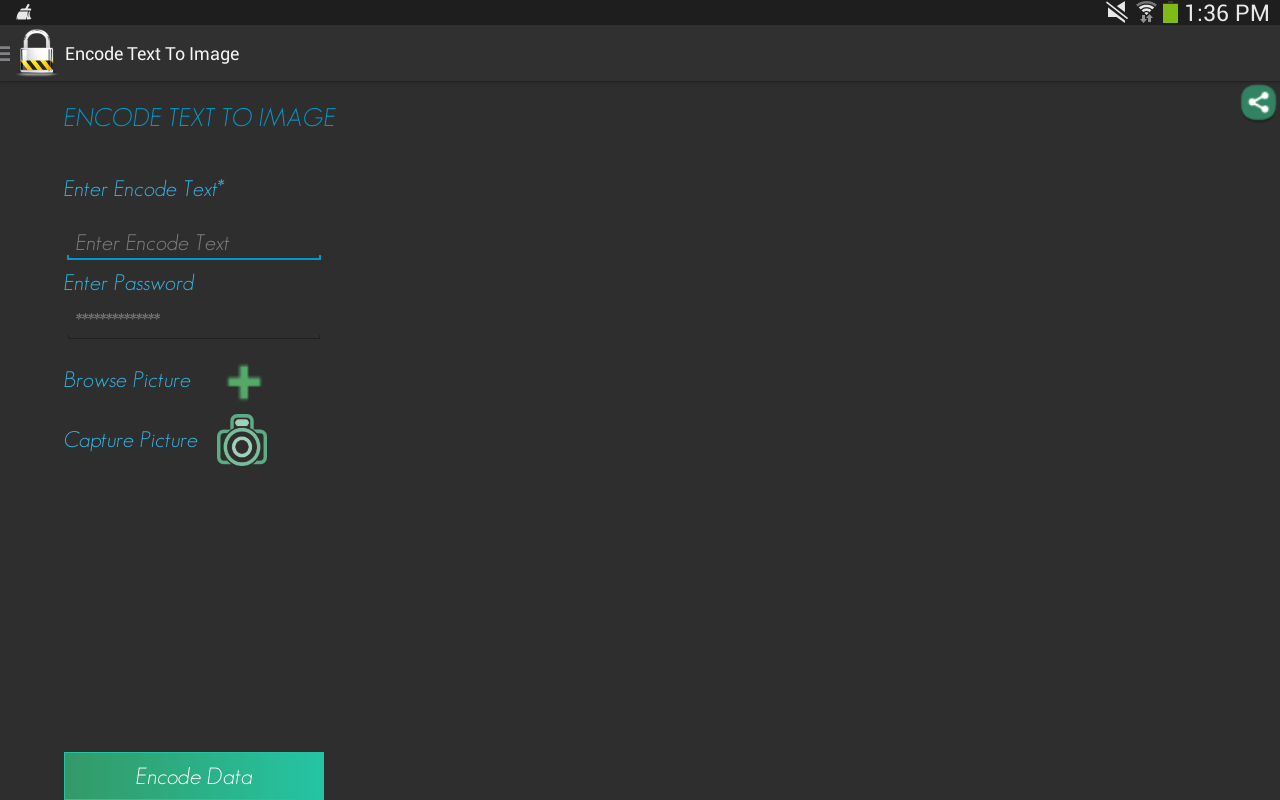 1:36 PM
Encode Text To Image
ENCODE TEXT TO IMAGE
Enter Encode Text*
Enter Encode Text
Enter Password
**************
Browse Picture
Capture Picture
Encode Data